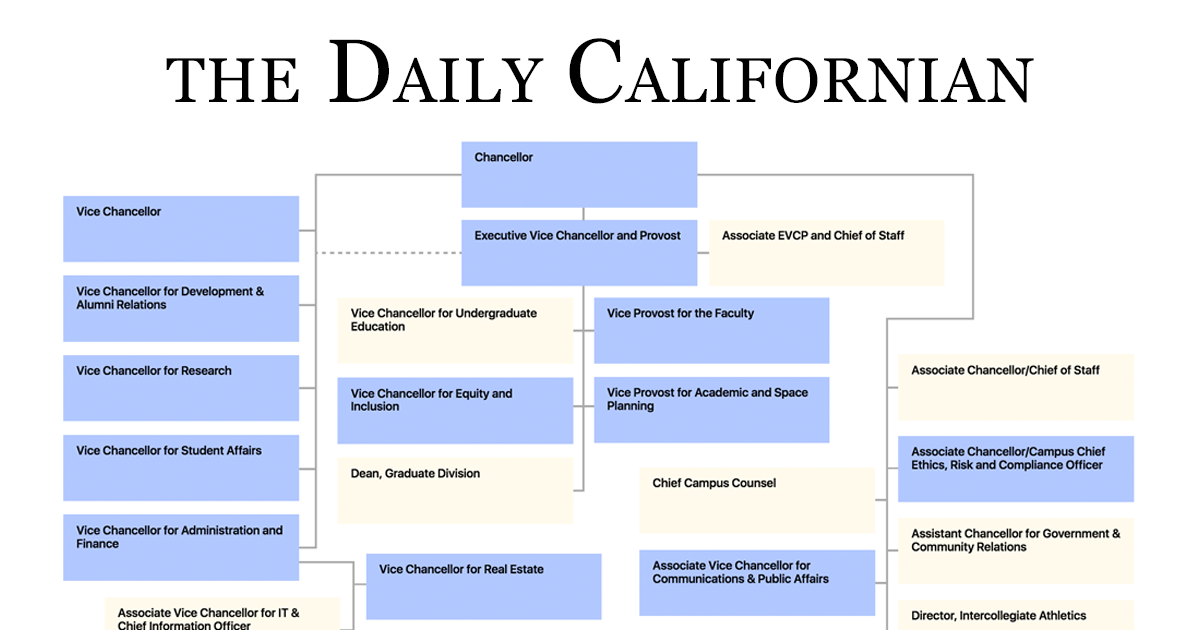 THE DAILY CALIFORNIAN
Chancellor
Vice Chancellor
Executive Vice Chancellor and Provost
Associate EVCP and Chief of Staff
Vice Chancellor for Development &
Alumni Relations
Vice Chancellor for Undergraduate
Education
Vice Provost for the Faculty
Vice Chancellor for Research
Associate Chancellor/Chief of Staff
Vice Chancellor for Equity and
Inclusion
Vice Provost for Academic and Space
Planning
Vice Chancellor for Student Affairs
Associate Chancellor/Campus Chief
Ethics, Risk and Compliance Officer
Dean, Graduate Division
Chief Campus Counsel
Vice Chancellor for Administration and
Finance
Assistant Chancellor for Government &
Community Relations
Vice Chancellor for Real Estate
Associate Vice Chancellor for
Communications & Public Affairs
Associate Vice Chancellor for IT &
Chief Information Officer
Director, Intercollegiate Athletics